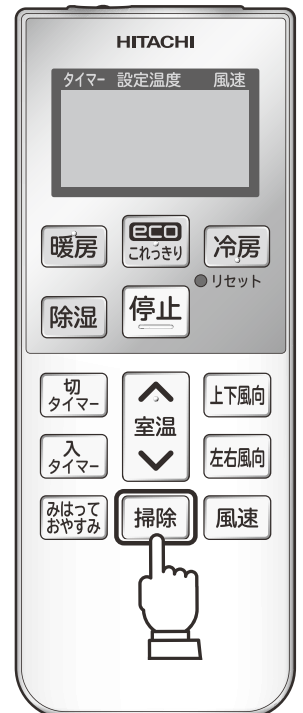 HITACHI
タイマー 設定温度 風速
暖房 eco これっきり 冷房
リセット
除湿 停止
切タイマー 室温 上下風向
入タイマー 左右風向
みはっておやすみ 掃除 風速